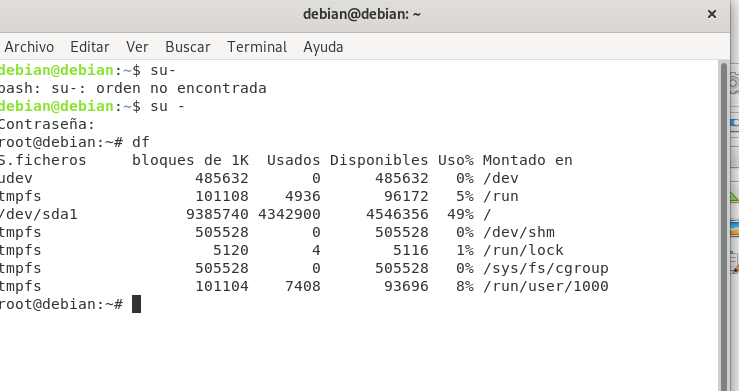 debian@debian: ~ ×
Archivo Editar Ver Buscar Terminal Ayuda
debian@debian:~$ su-
bash: su-: orden no encontrada
debian@debian:~$ su -
Contraseña:
root@debian:~# df
S.ficheros     bloques de 1K  Usados Disponibles Uso% Montado en
udev                  485632       0      485632   0% /dev
tmpfs                 101108    4936       96172   5% /run
/dev/sda1            9385740 4342900     4546356  49% /
tmpfs                 505528       0      505528   0% /dev/shm
tmpfs                   5120       4        5116   1% /run/lock
tmpfs                 505528       0      505528   0% /sys/fs/cgroup
tmpfs                 101104    7408       93696   8% /run/user/1000
root@debian:~#